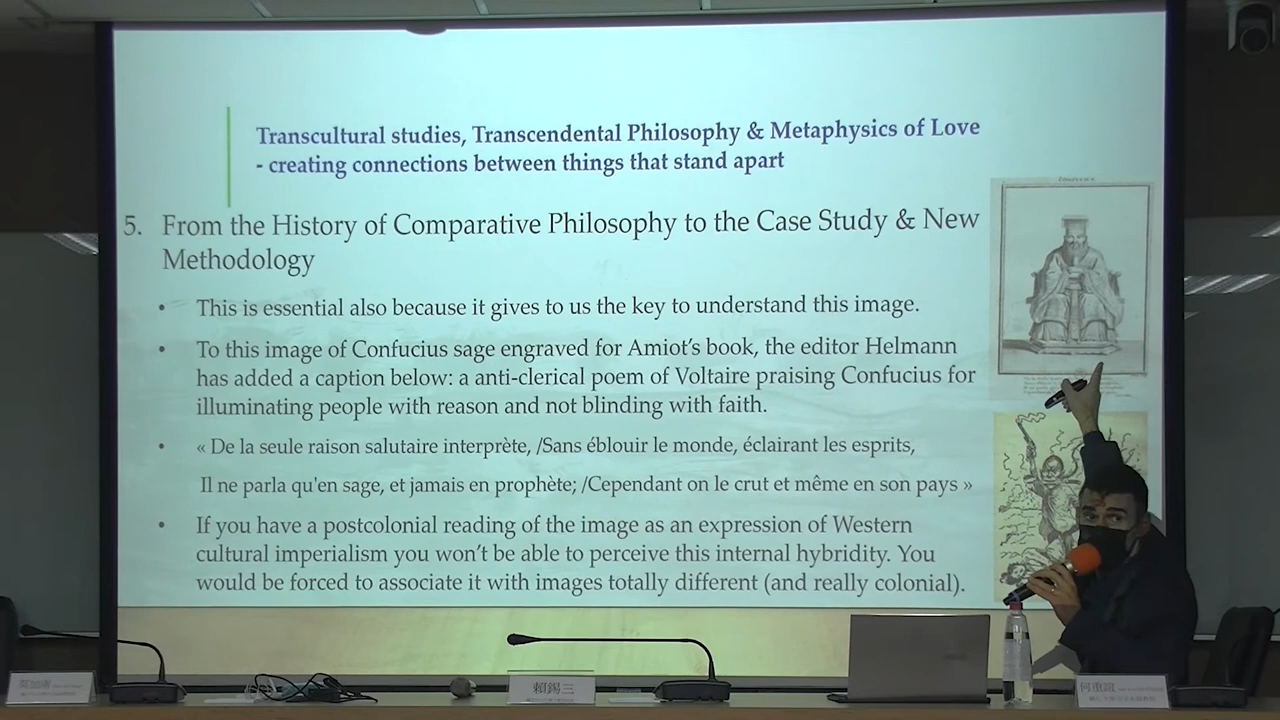 Transcultural studies, Transcendental Philosophy & Metaphysics of Love
- creating connections between things that stand apart
5. From the History of Comparative Philosophy to the Case Study & New
Methodology
• This is essential also because it gives to us the key to understand this image.
• To this image of Confucius sage engraved for Amiot's book, the editor Helmann
has added a caption below: a anti-clerical poem of Voltaire praising Confucius for
illuminating people with reason and not blinding with faith.
• « De la seule raison salutaire interprète, /Sans éblouir le monde, éclairant les esprits,
Il ne parla qu'en sage, et jamais en prophète; /Cependant on le crut et même en son pays »
• If you have a postcolonial reading of the image as an expression of Western
cultural imperialism you won't be able to perceive this internal hybridity. You
would be forced to associate it with images totally different (and really colonial).
賴錫三
何重誼